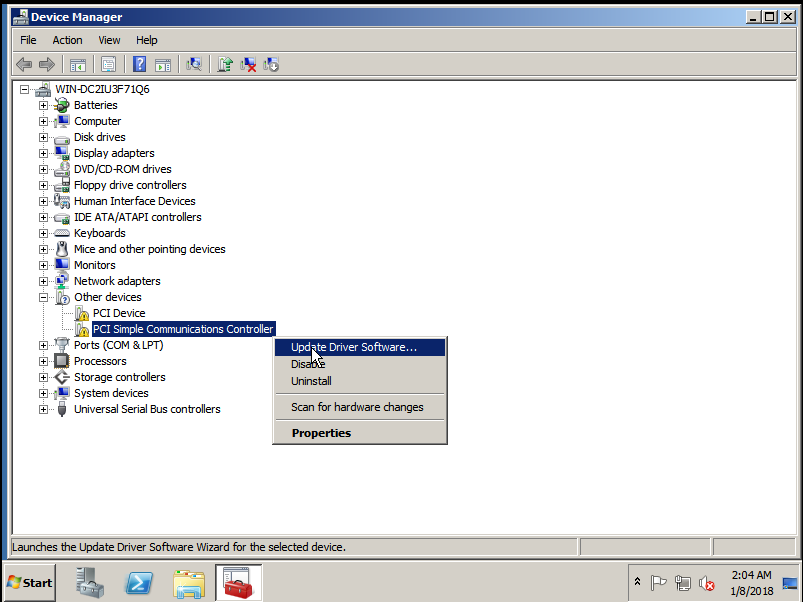 Device Manager
File Action View Help
WIN-DC2IU3F71Q6
Batteries
Computer
Disk drives
Display adapters
DVD/CD-ROM drives
Floppy drive controllers
Human Interface Devices
IDE ATA/ATAPI controllers
Keyboards
Mice and other pointing devices
Monitors
Network adapters
Other devices
PCI Device
PCI Simple Communications Controller
Ports (COM & LPT)
Processors
Storage controllers
System devices
Universal Serial Bus controllers
Update Driver Software...
Disable
Uninstall
Scan for hardware changes
Properties
Launches the Update Driver Software Wizard for the selected device.
Start
2:04 AM
1/8/2018